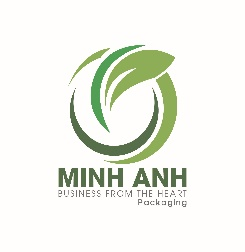 MINH ANH
BUSINESS FROM THE HEART
Packaging